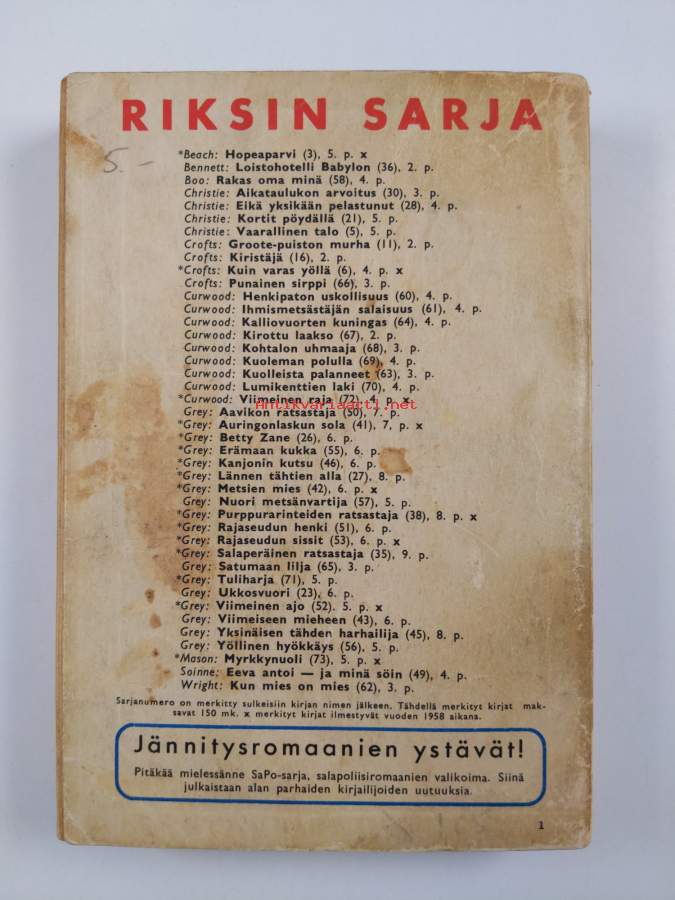 RIKSIN SARJA
5.-
*Beach: Hopeaparvi (3), 5. p. x
Bennett: Loistohotelli Babylon (36), 2. p.
Boo: Rakas oma minä (58), 4. p.
Christie: Aikataulukon arvoitus (30), 3. p.
Christie: Eikä yksikään pelastunut (28), 4. p.
Christie: Kortit pöydällä (21), 5. p.
Christie: Vaarallinen talo (5), 5. p.
Crofts: Groote-puiston murha (11), 2. p.
Crofts: Kiristäjä (16), 2. p.
*Crofts: Kuin varas yöllä (6), 4. p. x
Crofts: Punainen sirppi (66), 3. p.
Curwood: Henkipaton uskollisuus (60), 4. p.
Curwood: Ihmismetsästäjän salaisuus (61), 4. p.
Curwood: Kalliovuorten kuningas (64), 4. p.
Curwood: Kirottu laakso (67), 2. p.
Curwood: Kohtalon uhmaaja (68), 3. p.
Curwood: Kuoleman polulla (69), 4. p.
Curwood: Kuolleista palanneet (63), 3. p.
Curwood: Lumikenttien laki (70), 4. p.
*Curwood: Viimeinen raja (72), 4. p. x
Antikvariaatti.net
Grey: Aavikon ratsastaja (50), 7. p.
*Grey: Auringonlaskun sola (41), 7, p. x
*Grey: Betty Zane (26), 6. p.
*Grey: Erämaan kukka (55), 6. p.
*Grey: Kanjonin kutsu (46), 6. p.
*Grey: Lännen tähtien alla (27), 8. p.
*Grey: Metsien mies (42), 6. p. x
Grey: Nuori metsänvartija (57), 5. p.
*Grey: Purppurarinteiden ratsastaja (38), 8. p. x
*Grey: Rajaseudun henki (51), 6. p.
*Grey: Rajaseudun sissit (53), 6. p. x
*Grey: Salaperäinen ratsastaja (35), 9. p.
Grey: Satumaan lilja (65), 3. p.
*Grey: Tuliharja (71), 5. p.
Grey: Ukkosvuori (23), 6. p.
*Grey: Viimeinen ajo (52). 5. p. x
Grey: Viimeiseen mieheen (43), 6. p.
Grey: Yksinäisen tähden harhailija (45), 8. p.
Grey: Yöllinen hyökkäys (56), 5. p.
*Mason: Myrkkynuoli (73), 5. p. x
Soinne: Eeva antoi — ja minä söin (49), 4. p.
Wright: Kun mies on mies (62), 3. p.
Sarjanumero on merkitty sulkeisiin kirjan nimen jälkeen. Tähdellä merkityt kirjat mak-
savat 150 mk. x merkityt kirjat ilmestyvät vuoden 1958 aikana.
Jännitysromaanien ystävät!
Pitäkää mielessänne SaPo-sarja, salapoliisiromaanien valikoima. Siinä
julkaistaan alan parhaiden kirjailijoiden uutuuksia.
1